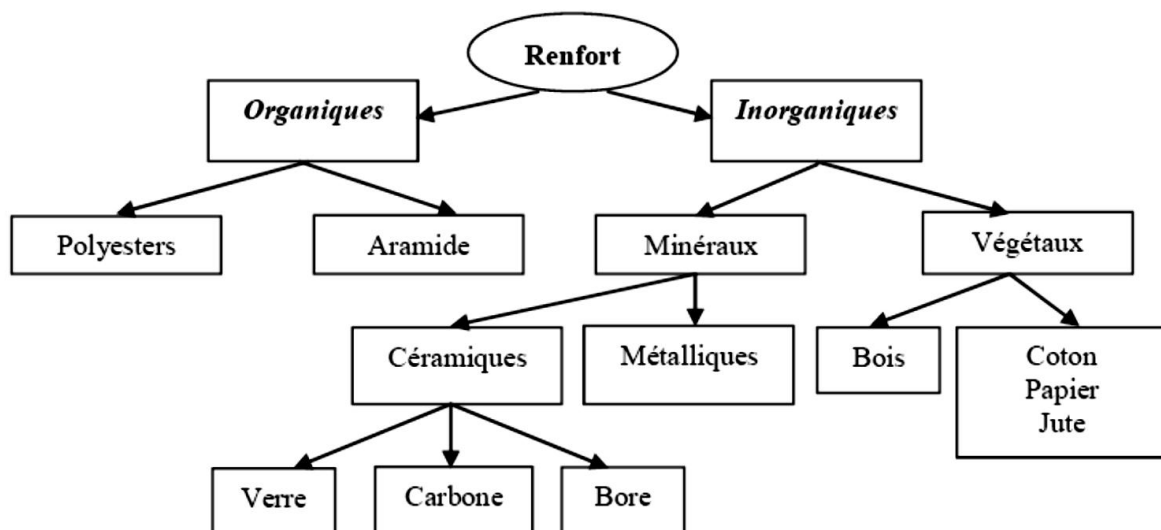 Renfort
Organiques
Inorganiques
Polyesters
Aramide
Minéraux
Végétaux
Céramiques
Métalliques
Bois
Coton
Papier
Jute
Verre
Carbone
Bore